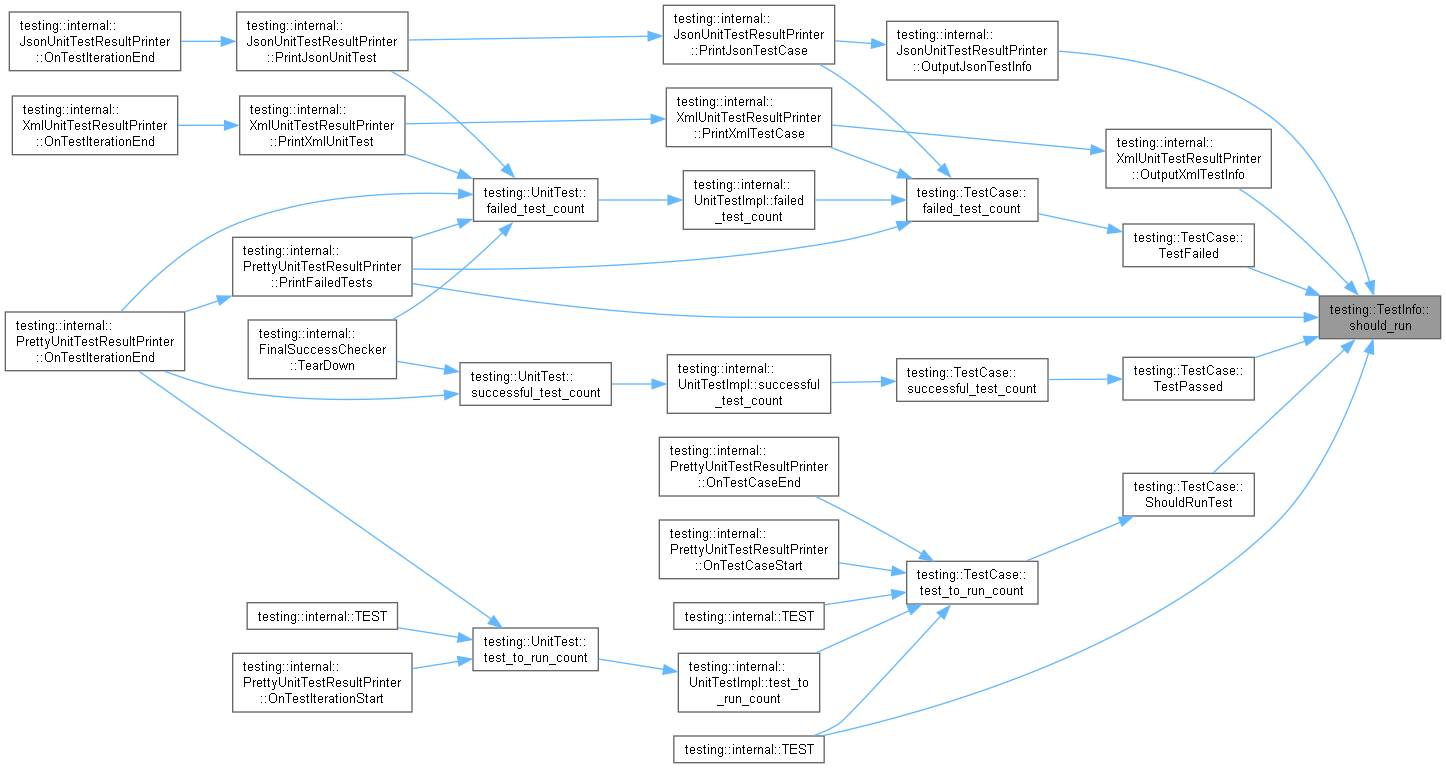 testing::internal::
JsonUnitTestResultPrinter
::OnTestIterationEnd
testing::internal::
JsonUnitTestResultPrinter
::PrintJsonUnitTest
testing::internal::
JsonUnitTestResultPrinter
::PrintJsonTestCase
testing::internal::
JsonUnitTestResultPrinter
::OutputJsonTestInfo
testing::internal::
XmlUnitTestResultPrinter
::OnTestIterationEnd
testing::internal::
XmlUnitTestResultPrinter
::PrintXmlUnitTest
testing::internal::
XmlUnitTestResultPrinter
::PrintXmlTestCase
testing::internal::
XmlUnitTestResultPrinter
::OutputXmlTestInfo
testing::UnitTest::
failed_test_count
testing::internal::
UnitTestImpl::failed
_test_count
testing::TestCase::
failed_test_count
testing::TestCase::
TestFailed
testing::internal::
PrettyUnitTestResultPrinter
::PrintFailedTests
testing::TestInfo::
should_run
testing::internal::
PrettyUnitTestResultPrinter
::OnTestIterationEnd
testing::internal::
FinalSuccessChecker
::TearDown
testing::UnitTest::
successful_test_count
testing::internal::
UnitTestImpl::successful
_test_count
testing::TestCase::
successful_test_count
testing::TestCase::
TestPassed
testing::internal::
PrettyUnitTestResultPrinter
::OnTestCaseEnd
testing::TestCase::
ShouldRunTest
testing::internal::
PrettyUnitTestResultPrinter
::OnTestCaseStart
testing::TestCase::
test_to_run_count
testing::internal::TEST
testing::internal::TEST
testing::UnitTest::
test_to_run_count
testing::internal::
PrettyUnitTestResultPrinter
::OnTestIterationStart
testing::internal::
UnitTestImpl::test_to
_run_count
testing::internal::TEST